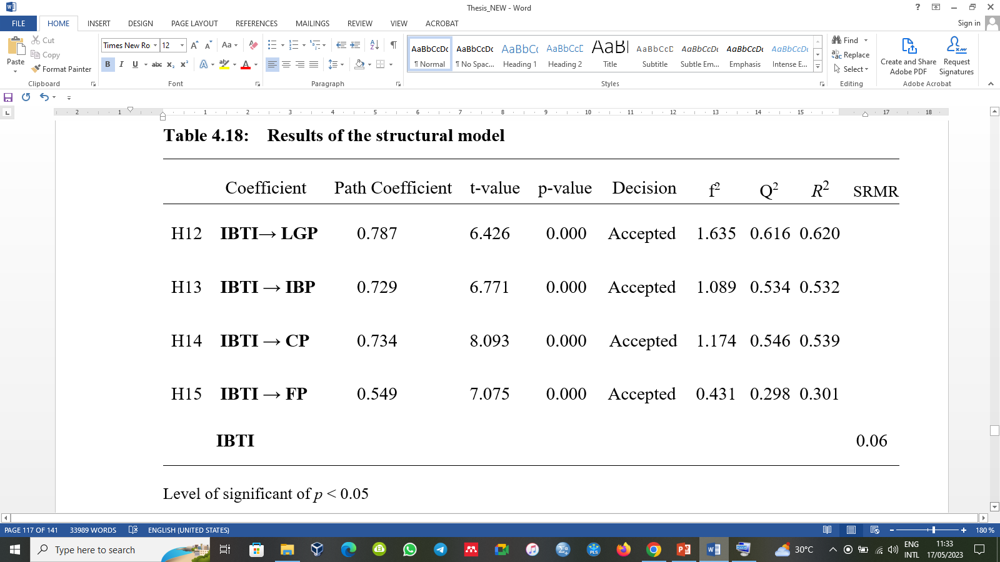 Thesis_NEW - Word
?
Sign in
FILE HOME INSERT DESIGN PAGE LAYOUT REFERENCES MAILINGS REVIEW VIEW ACROBAT
Paste
Cut
Copy
Format Painter
Clipboard
Times New Ro 12
Aa
B I U abc x₂ x²
Font
Paragraph
AaBbCcDc AaBbCcDc AaBbCc AaBbCcD AaBl AaBbCcD AaBbCcDc AaBbCcDc AaBbCcDc
¶ Normal ¶ No Spac... Heading 1 Heading 2 Title Subtitle Subtle Em... Emphasis Intense E...
Styles
Find
Replace
Select
Editing
Create and Share Adobe PDF
Request Signatures
Adobe Acrobat
2 1 1 2 3 4 5 6 7 8 9 10 11 12 13 14 15 17 18
Table 4.18: Results of the structural model
Coefficient Path Coefficient t-value p-value Decision f² Q² R² SRMR
H12 IBTI→ LGP 0.787 6.426 0.000 Accepted 1.635 0.616 0.620
H13 IBTI → IBP 0.729 6.771 0.000 Accepted 1.089 0.534 0.532
H14 IBTI → CP 0.734 8.093 0.000 Accepted 1.174 0.546 0.539
H15 IBTI → FP 0.549 7.075 0.000 Accepted 0.431 0.298 0.301
IBTI 0.06
Level of significant of p < 0.05
PAGE 117 OF 141 33989 WORDS ENGLISH (UNITED STATES) 180 %
Type here to search
PLS
30°C
ENG
INTL
11:33
17/05/2023